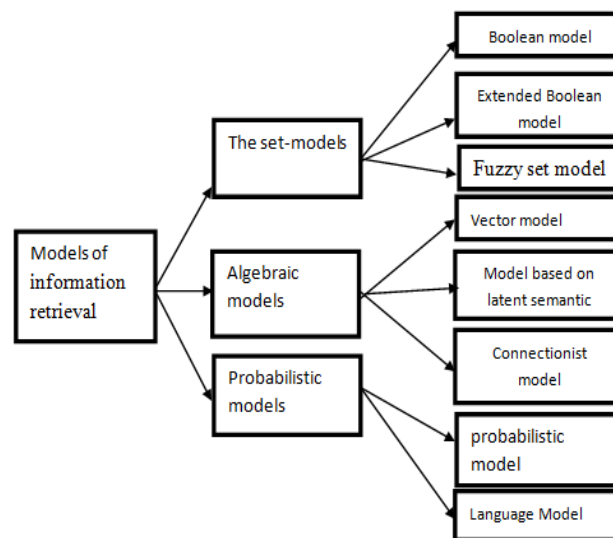 Models of
information
retrieval
The set-models
Algebraic
models
Probabilistic
models
Boolean model
Extended Boolean
model
Fuzzy set model
Vector model
Model based on
latent semantic
Connectionist
model
probabilistic
model
Language Model